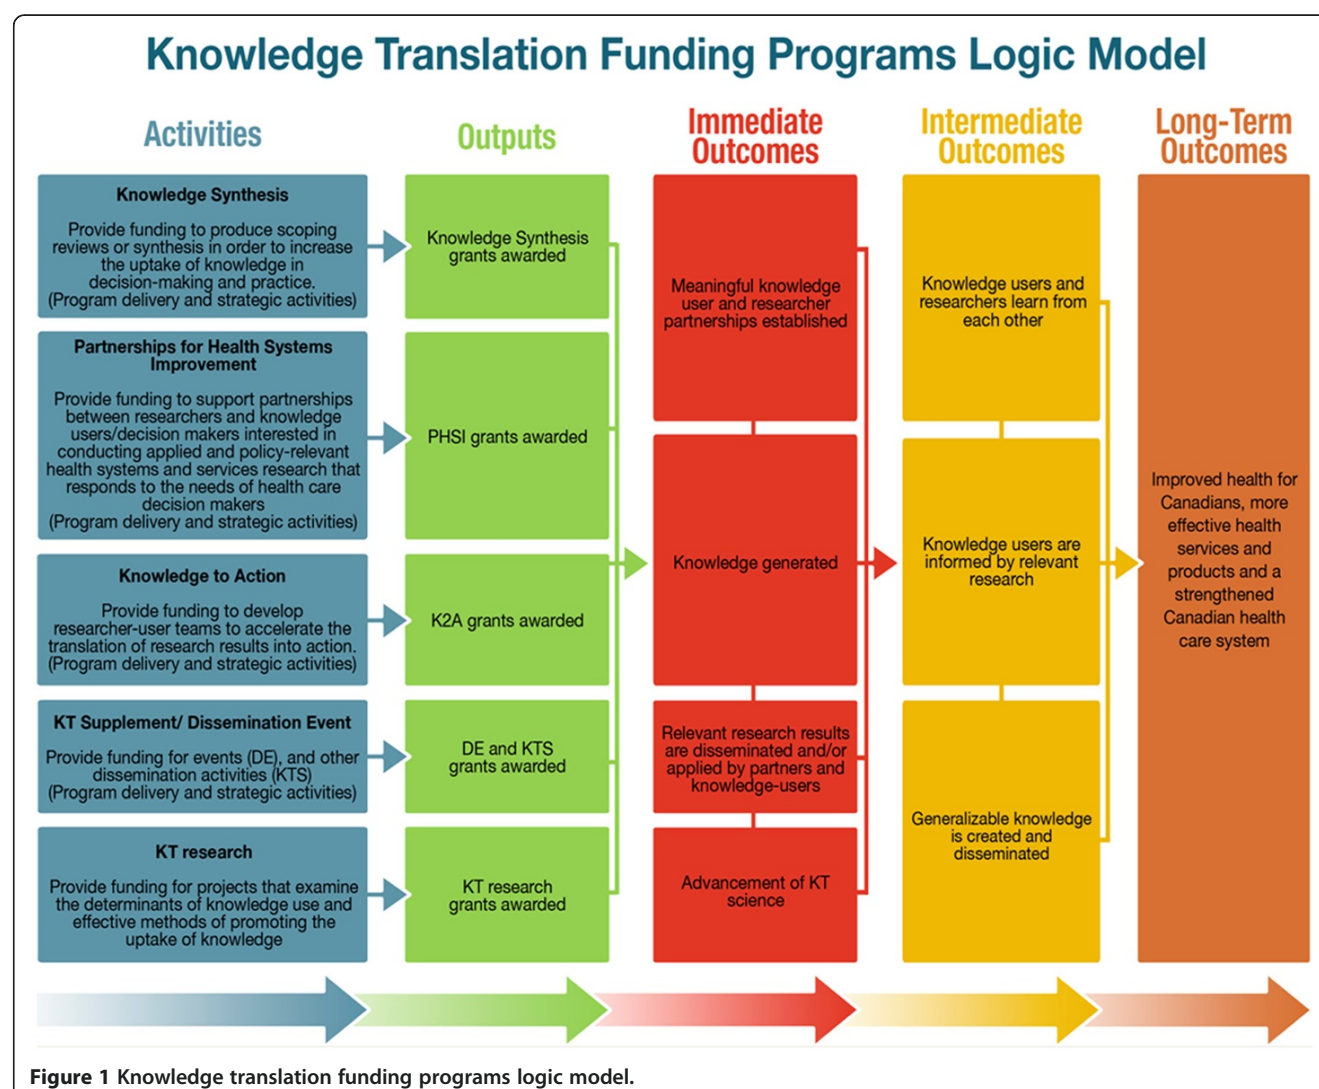 Knowledge Translation Funding Programs Logic Model
Activities
Knowledge Synthesis
Provide funding to produce scoping
reviews or synthesis in order to increase
the uptake of knowledge in
decision-making and practice.
(Program delivery and strategic activities)
Partnerships for Health Systems
Improvement
Provide funding to support partnerships
between researchers and knowledge
users/decision makers interested in
conducting applied and policy-relevant
health systems and services research that
responds to the needs of health care
decision makers
(Program delivery and strategic activities)
Knowledge to Action
Provide funding to develop
researcher-user teams to accelerate the
translation of research results into action.
(Program delivery and strategic activities)
KT Supplement/ Dissemination Event
Provide funding for events (DE), and other
dissemination activities (KTS)
(Program delivery and strategic activities)
KT research
Provide funding for projects that examine
the determinants of knowledge use and
effective methods of promoting the
uptake of knowledge
Outputs
Knowledge Synthesis
grants awarded
PHSI grants awarded
K2A grants awarded
DE and KTS
grants awarded
KT research
grants awarded
Immediate
Outcomes
Meaningful knowledge
user and researcher
partnerships established
Knowledge generated
Relevant research results
are disseminated and/or
applied by partners and
knowledge-users
Advancement of KT
science
Intermediate
Outcomes
Knowledge users and
researchers learn from
each other
Knowledge users are
informed by relevant
research
Generalizable knowledge
is created and
disseminated
Long-Term
Outcomes
Improved health for
Canadians, more
effective health
services and
products and a
strengthened
Canadian health
care system
Figure 1 Knowledge translation funding programs logic model.